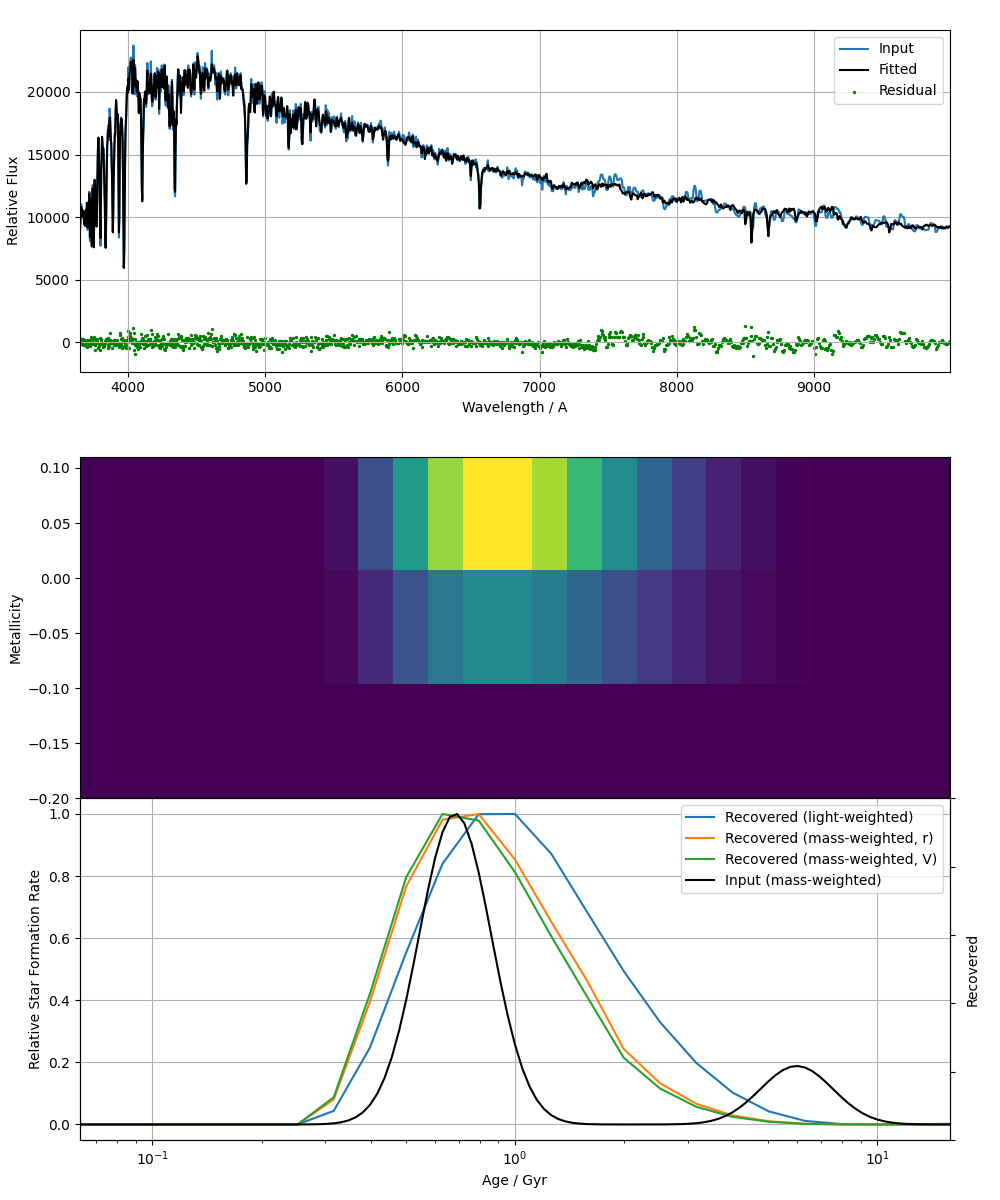 Input
Fitted
Residual
Relative Flux
20000
15000
10000
5000
0
4000 5000 6000 7000 8000 9000
Wavelength / A
Metallicity
0.10
0.05
0.00
−0.05
−0.10
−0.15
−0.20
Recovered (light-weighted)
Recovered (mass-weighted, r)
Recovered (mass-weighted, V)
Input (mass-weighted)
Relative Star Formation Rate
1.0
0.8
0.6
0.4
0.2
0.0
Recovered
10⁻¹ 10⁰ 10¹
Age / Gyr